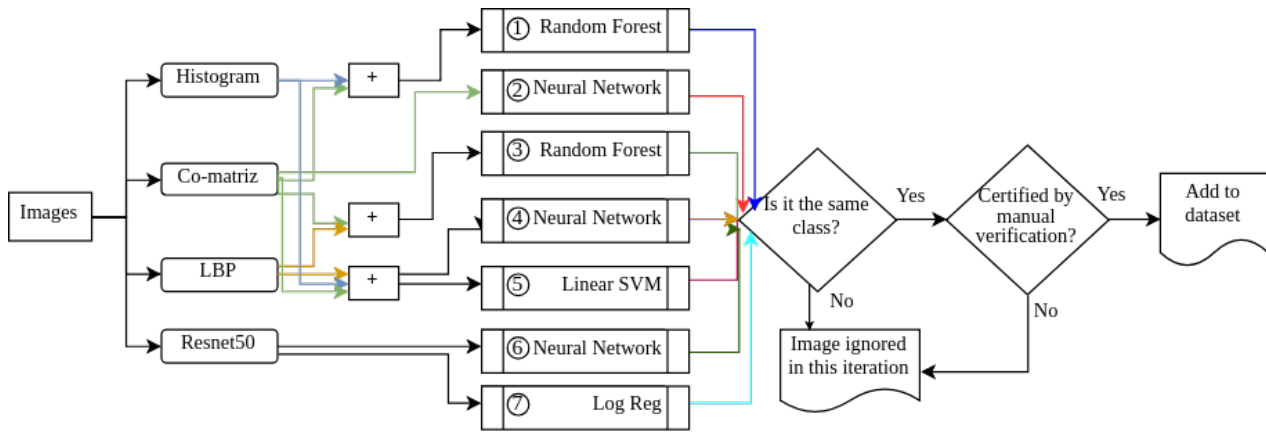 Images
Histogram
Co-matriz
LBP
Resnet50
+
+
+
1 Random Forest
2 Neural Network
3 Random Forest
4 Neural Network
5 Linear SVM
6 Neural Network
7 Log Reg
Is it the same
class?
Yes
No
Certified by
manual
verification?
Yes
No
Add to
dataset
Image ignored
in this iteration